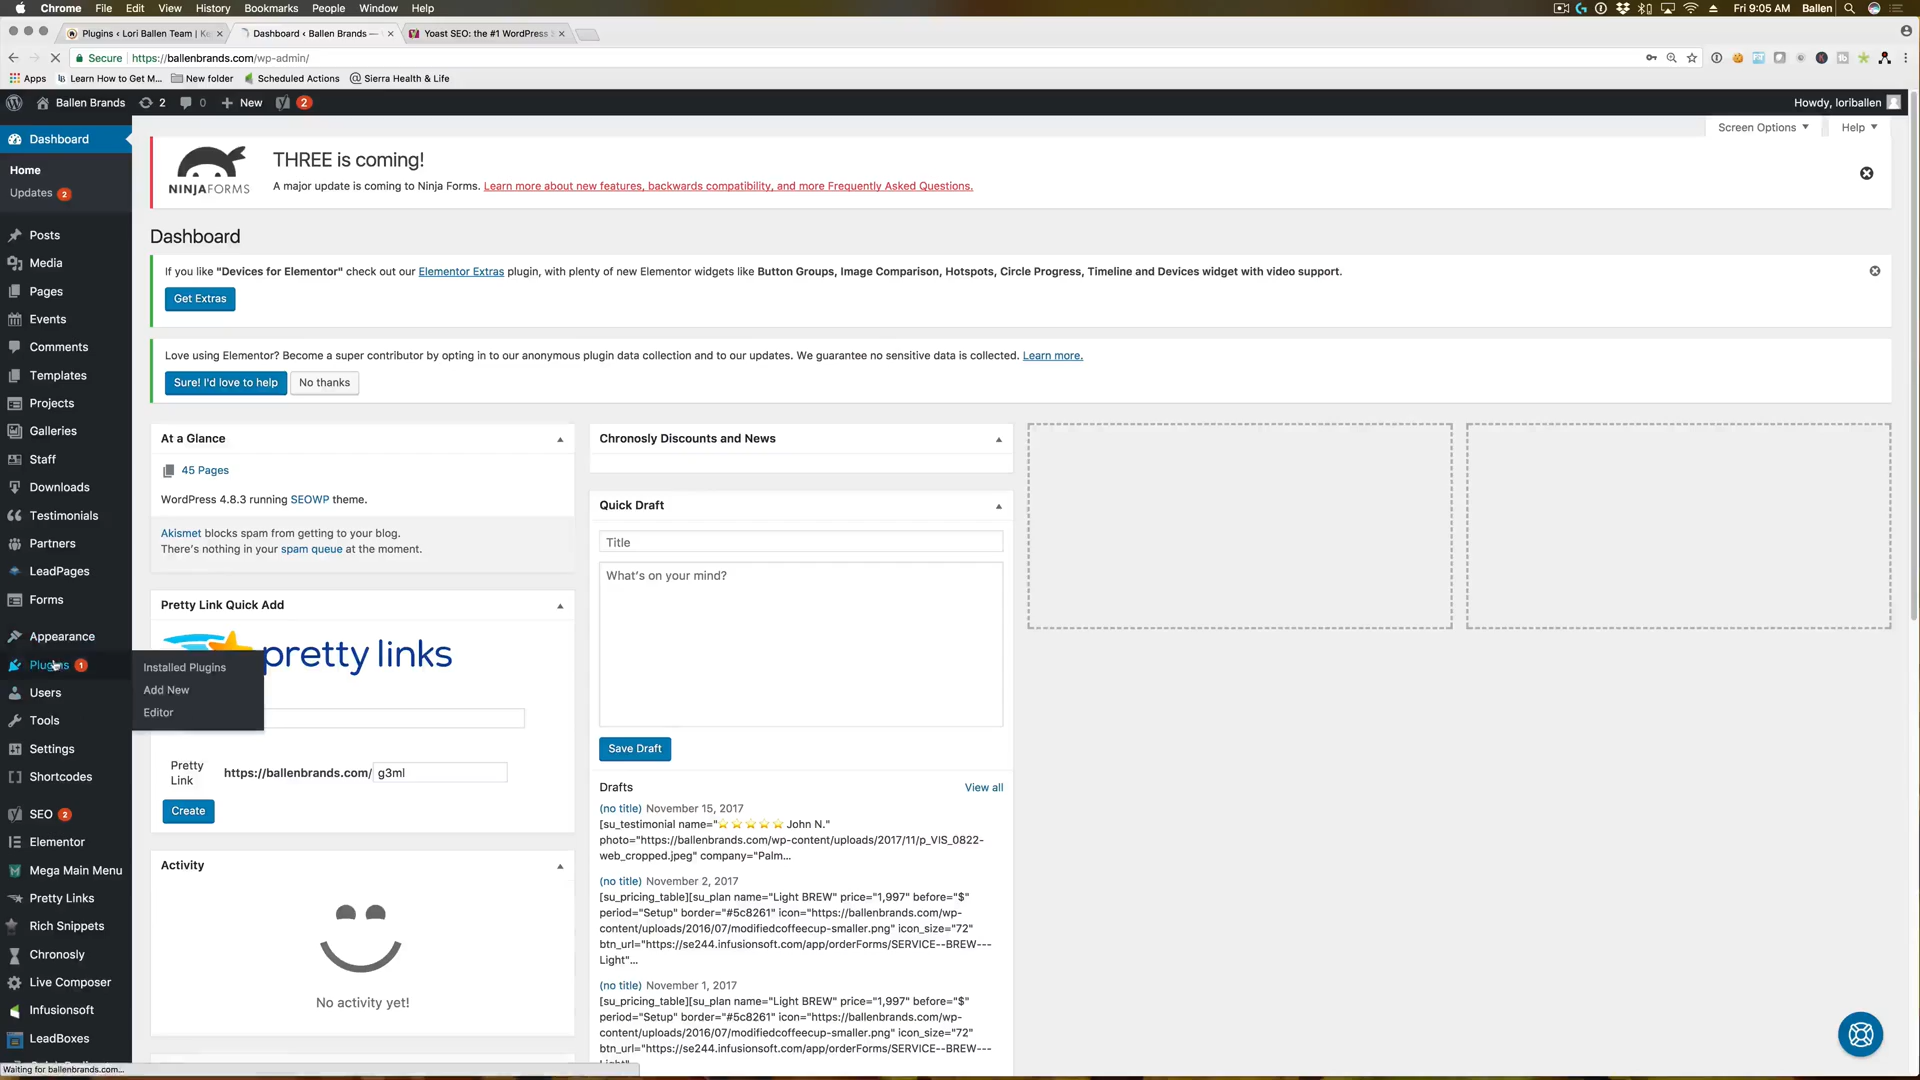 Chrome File Edit View History Bookmarks People Window Help
Fri 9:05 AM Ballen
Plugins ‹ Lori Ballen Team | Ke
Dashboard ‹ Ballen Brands —
Yoast SEO: the #1 WordPress
Secure https://ballenbrands.com/wp-admin/
Apps Learn How to Get M... New folder Scheduled Actions Sierra Health & Life
Ballen Brands 2 0 New 2
Howdy, loriballen
Screen Options Help
Dashboard
Home
Updates 2
Posts
Media
Pages
Events
Comments
Templates
Projects
Galleries
Staff
Downloads
Testimonials
Partners
LeadPages
Forms
Appearance
Plugins 1
Users
Tools
Settings
Shortcodes
SEO 2
Elementor
Mega Main Menu
Pretty Links
Rich Snippets
Chronosly
Live Composer
Infusionsoft
LeadBoxes
Installed Plugins
Add New
Editor
NINJAFORMS
THREE is coming!
A major update is coming to Ninja Forms. Learn more about new features, backwards compatibility, and more Frequently Asked Questions.
Dashboard
If you like "Devices for Elementor" check out our Elementor Extras plugin, with plenty of new Elementor widgets like Button Groups, Image Comparison, Hotspots, Circle Progress, Timeline and Devices widget with video support.
Get Extras
Love using Elementor? Become a super contributor by opting in to our anonymous plugin data collection and to our updates. We guarantee no sensitive data is collected. Learn more.
Sure! I'd love to help No thanks
At a Glance
45 Pages
WordPress 4.8.3 running SEOWP theme.
Akismet blocks spam from getting to your blog.
There's nothing in your spam queue at the moment.
Pretty Link Quick Add
pretty links
Pretty
Link
https://ballenbrands.com/ g3ml
Create
Activity
No activity yet!
Chronosly Discounts and News
Quick Draft
Title
What's on your mind?
Save Draft
Drafts View all
(no title) November 15, 2017
[su_testimonial name="⭐⭐⭐⭐⭐ John N."
photo="https://ballenbrands.com/wp-content/uploads/2017/11/p_VIS_0822-
web_cropped.jpeg" company="Palm...
(no title) November 2, 2017
[su_pricing_table][su_plan name="Light BREW" price="1,997" before="$"
period="Setup" border="#5c8261" icon="https://ballenbrands.com/wp-
content/uploads/2016/07/modifiedcoffeecup-smaller.png" icon_size="72"
btn_url="https://se244.infusionsoft.com/app/orderForms/SERVICE--BREW---
Light"...
(no title) November 1, 2017
[su_pricing_table][su_plan name="Light BREW" price="1,997" before="$"
period="Setup" border="#5c8261" icon="https://ballenbrands.com/wp-
content/uploads/2016/07/modifiedcoffeecup-smaller.png" icon_size="72"
btn_url="https://se244.infusionsoft.com/app/orderForms/SERVICE--BREW---
Waiting for ballenbrands.com...